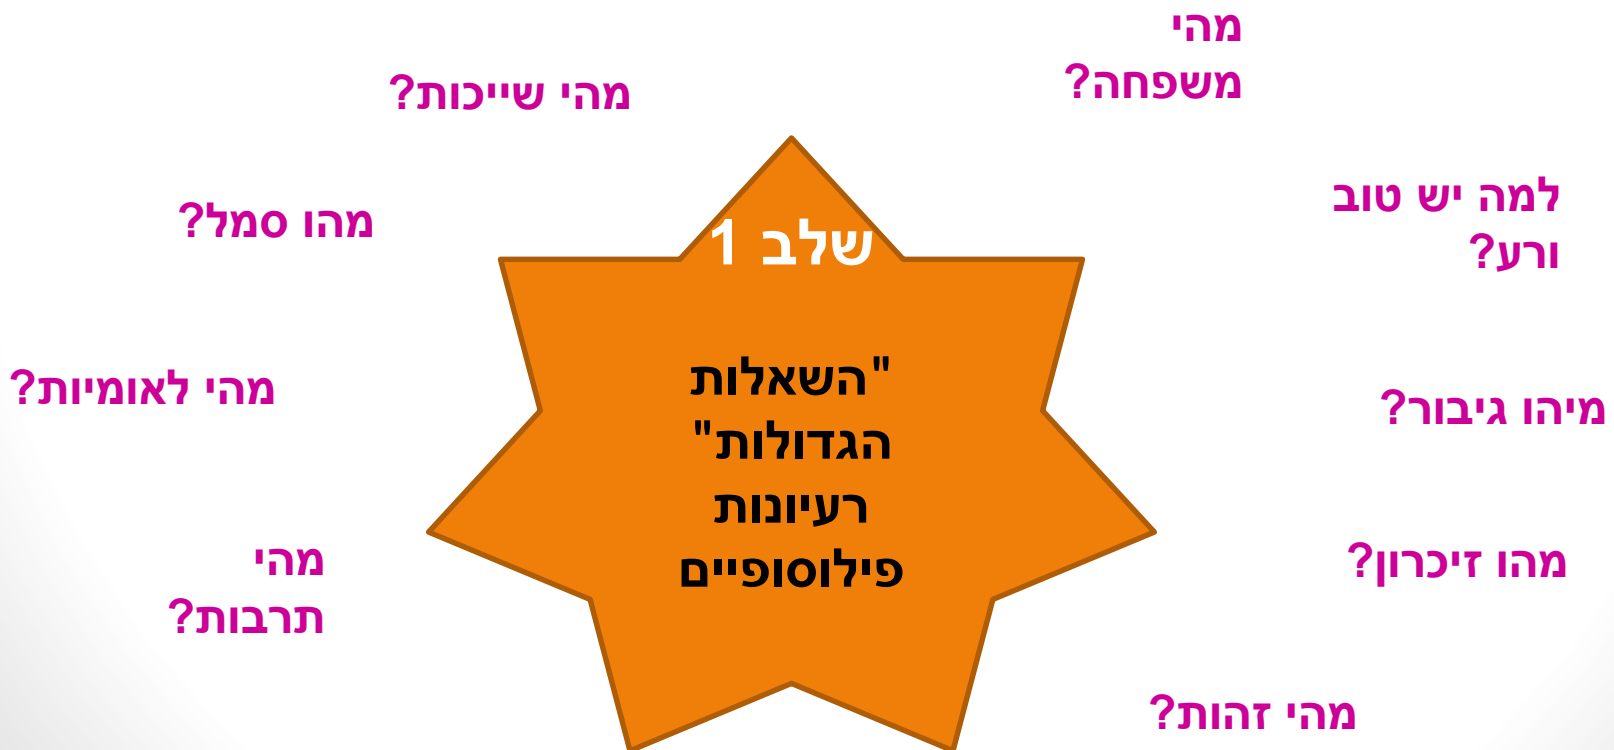 מהי
משפחה?
מהי שייכות?
למה יש טוב
ורע?
מהו סמל?
שלב 1
מהי לאומיות?
מיהו גיבור?
"השאלות
הגדולות"
רעיונות
פילוסופיים
מהו זיכרון?
מהי
תרבות?
מהי זהות?